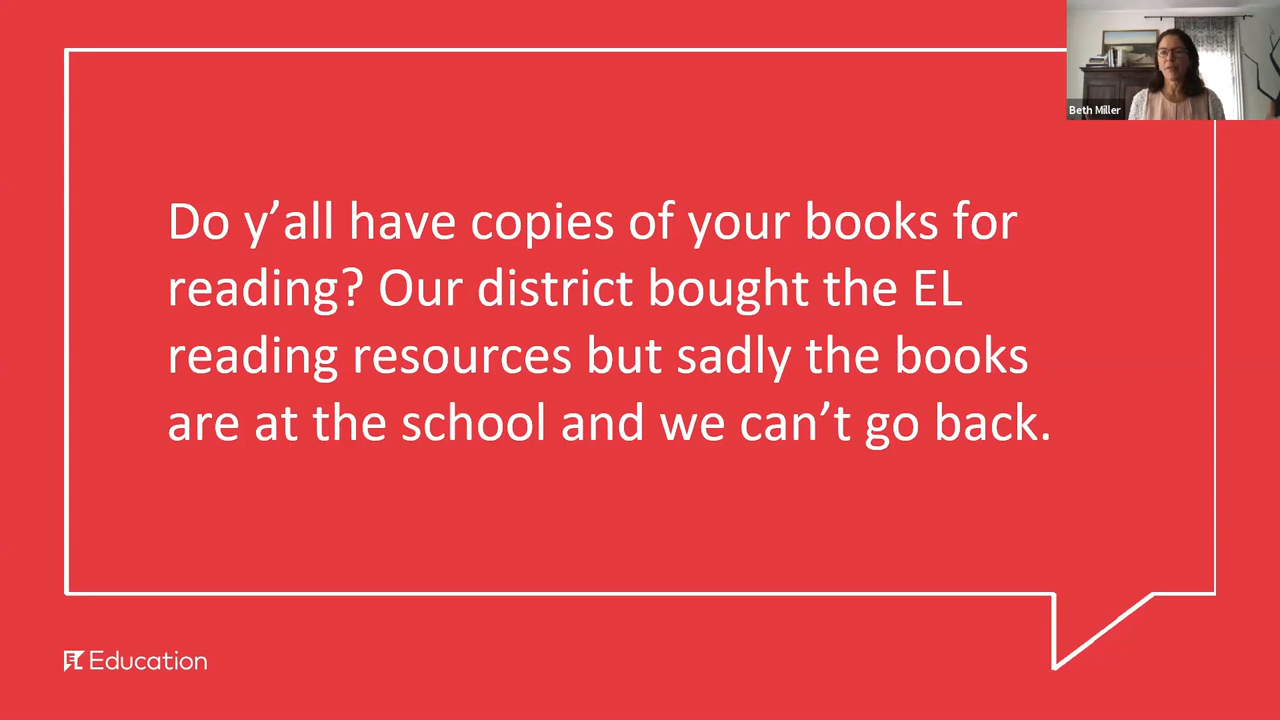 Beth Miller
Do y’all have copies of your books for
reading? Our district bought the EL
reading resources but sadly the books
are at the school and we can’t go back.
EL Education